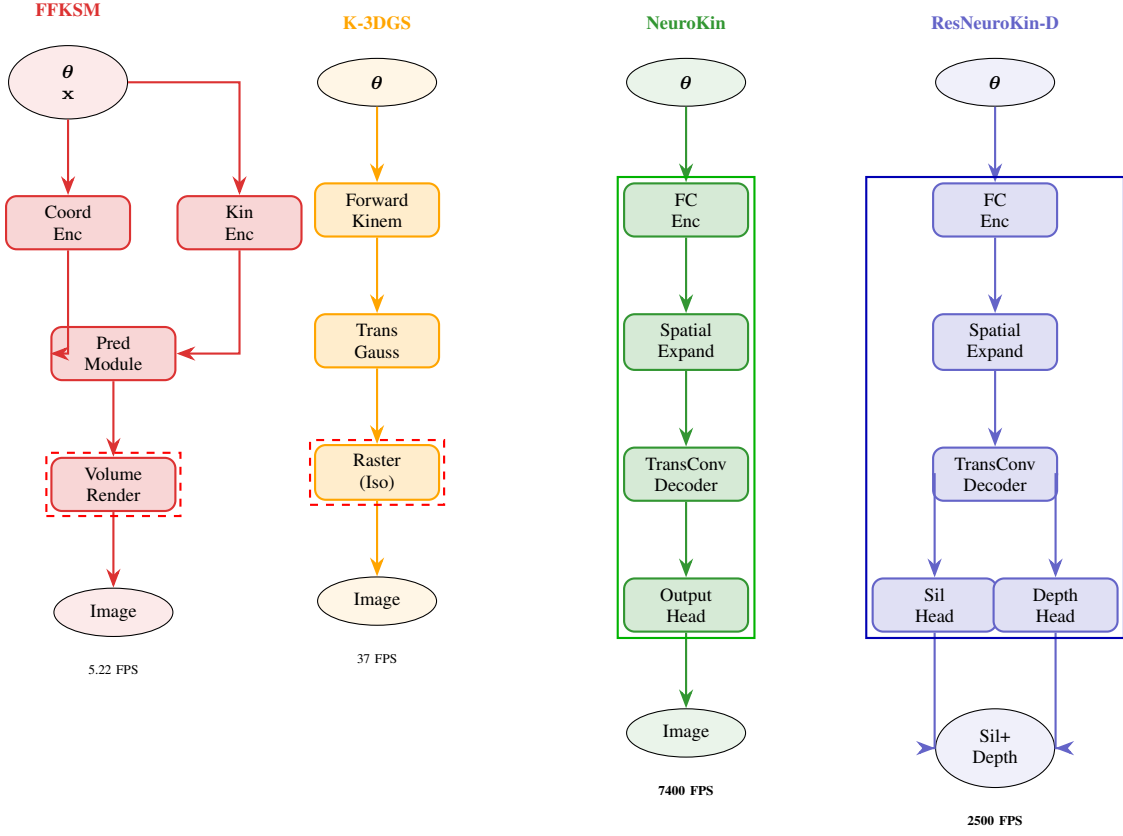 FFKSM
θ
x
Coord
Enc
Kin
Enc
Pred
Module
Volume
Render
Image
5.22 FPS
K-3DGS
θ
Forward
Kinem
Trans
Gauss
Raster
(Iso)
Image
37 FPS
NeuroKin
θ
FC
Enc
Spatial
Expand
TransConv
Decoder
Output
Head
Image
7400 FPS
ResNeuroKin-D
θ
FC
Enc
Spatial
Expand
TransConv
Decoder
Sil
Head
Depth
Head
Sil+
Depth
2500 FPS